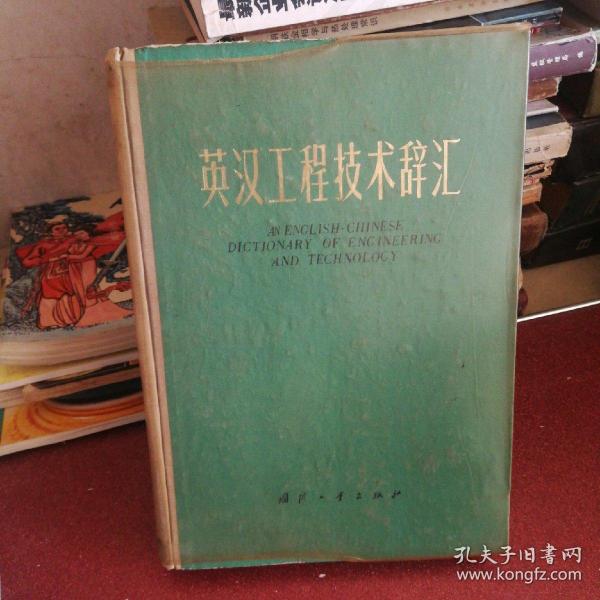 英汉工程技术辞汇
AN ENGLISH-CHINESE
DICTIONARY OF ENGINEERING
AND TECHNOLOGY
国防工业出版社
孔夫子旧书网
www.kongfz.com